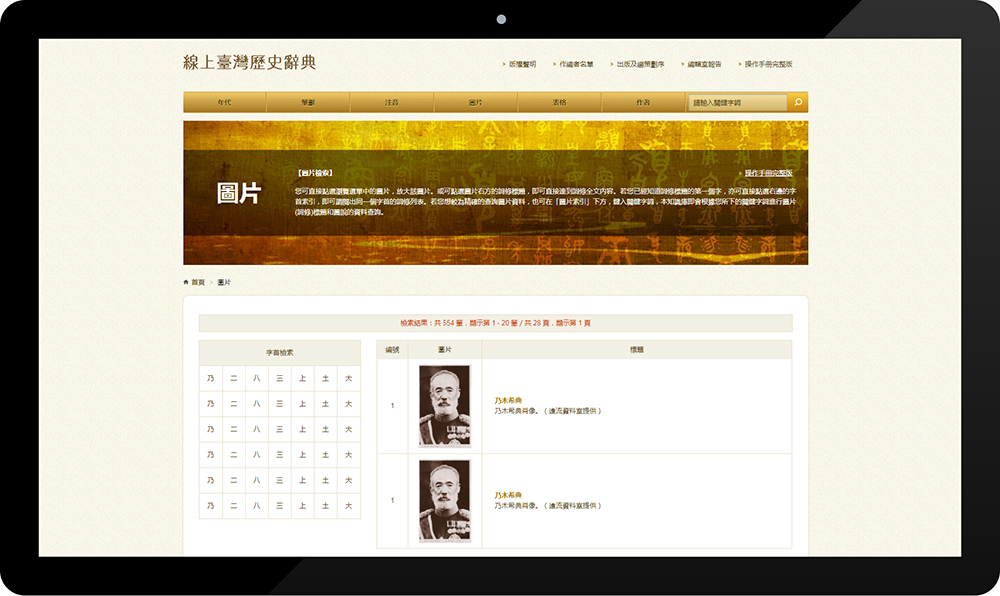 線上臺灣歷史辭典
版權聲明
作編者名單
出版及編策劃序
編輯室報告
操作手冊完整版
年代
筆劃
注音
圖片
表格
作者
請輸入關鍵字詞
圖片
【圖片檢索】
操作手冊完整版
您可直接點選瀏覽選單中的圖片,放大該圖片。或可點選圖片右方的詞條標題,即可連接到詞條全文內容。若您已經知道詞條標題的第一個字,亦可直接點選右邊的字
首索引,即可調閱出同一個字首的詞條列表。若您想較為精確的查詢圖片資料,也可在「圖片索引」下方,鍵入關鍵字詞,本知識庫即會根據您所下的關鍵字詞進行圖片
(詞條)標題和圖說的資料查詢。
首頁 > 圖片
檢索結果:共 554 筆,顯示第 1 - 20 筆 / 共 28 頁,顯示第 1 頁
字首檢索
乃 二 八 三 上 土 大
乃 二 八 三 上 土 大
乃 二 八 三 上 土 大
乃 二 八 三 上 土 大
乃 二 八 三 上 土 大
乃 二 八 三 上 土 大
編號 圖片 標題
1
乃木希典
乃木希典肖像。(遠流資料室提供)
1
乃木希典
乃木希典肖像。(遠流資料室提供)